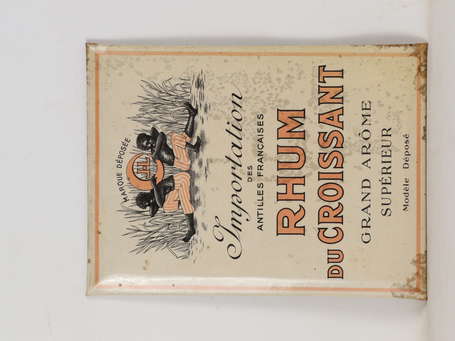 MARQUE DÉPOSÉE
Importation
DES
ANTILLES FRANÇAISES
RHUM
DU CROISSANT
GRAND ARÔME
SUPÉRIEUR
Modèle Déposé